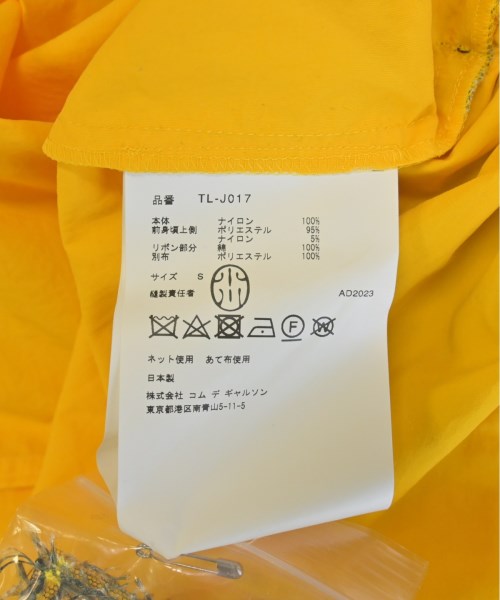 品番 TL-J017
本体 ナイロン 100%
前身頃上側 ポリエステル 95%
ナイロン 5%
リボン部分 綿 100%
別布 ポリエステル 100%
サイズ S
縫製責任者 小川 AD2023
F W
ネット使用 あて布使用
日本製
株式会社 コム デ ギャルソン
東京都港区南青山5-11-5